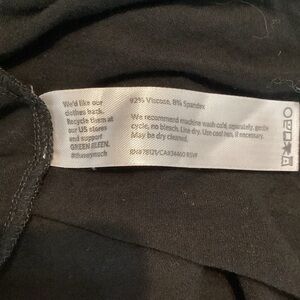 We'd like our
clothes back.
Recycle them at
our US stores
and support
GREEN EILEEN.
92% Viscose, 8% Spandex
We recommend machine wash cold, separately, gentle
cycle, no bleach. Line dry. Use cool iron, if necessary.
May be dry cleaned.